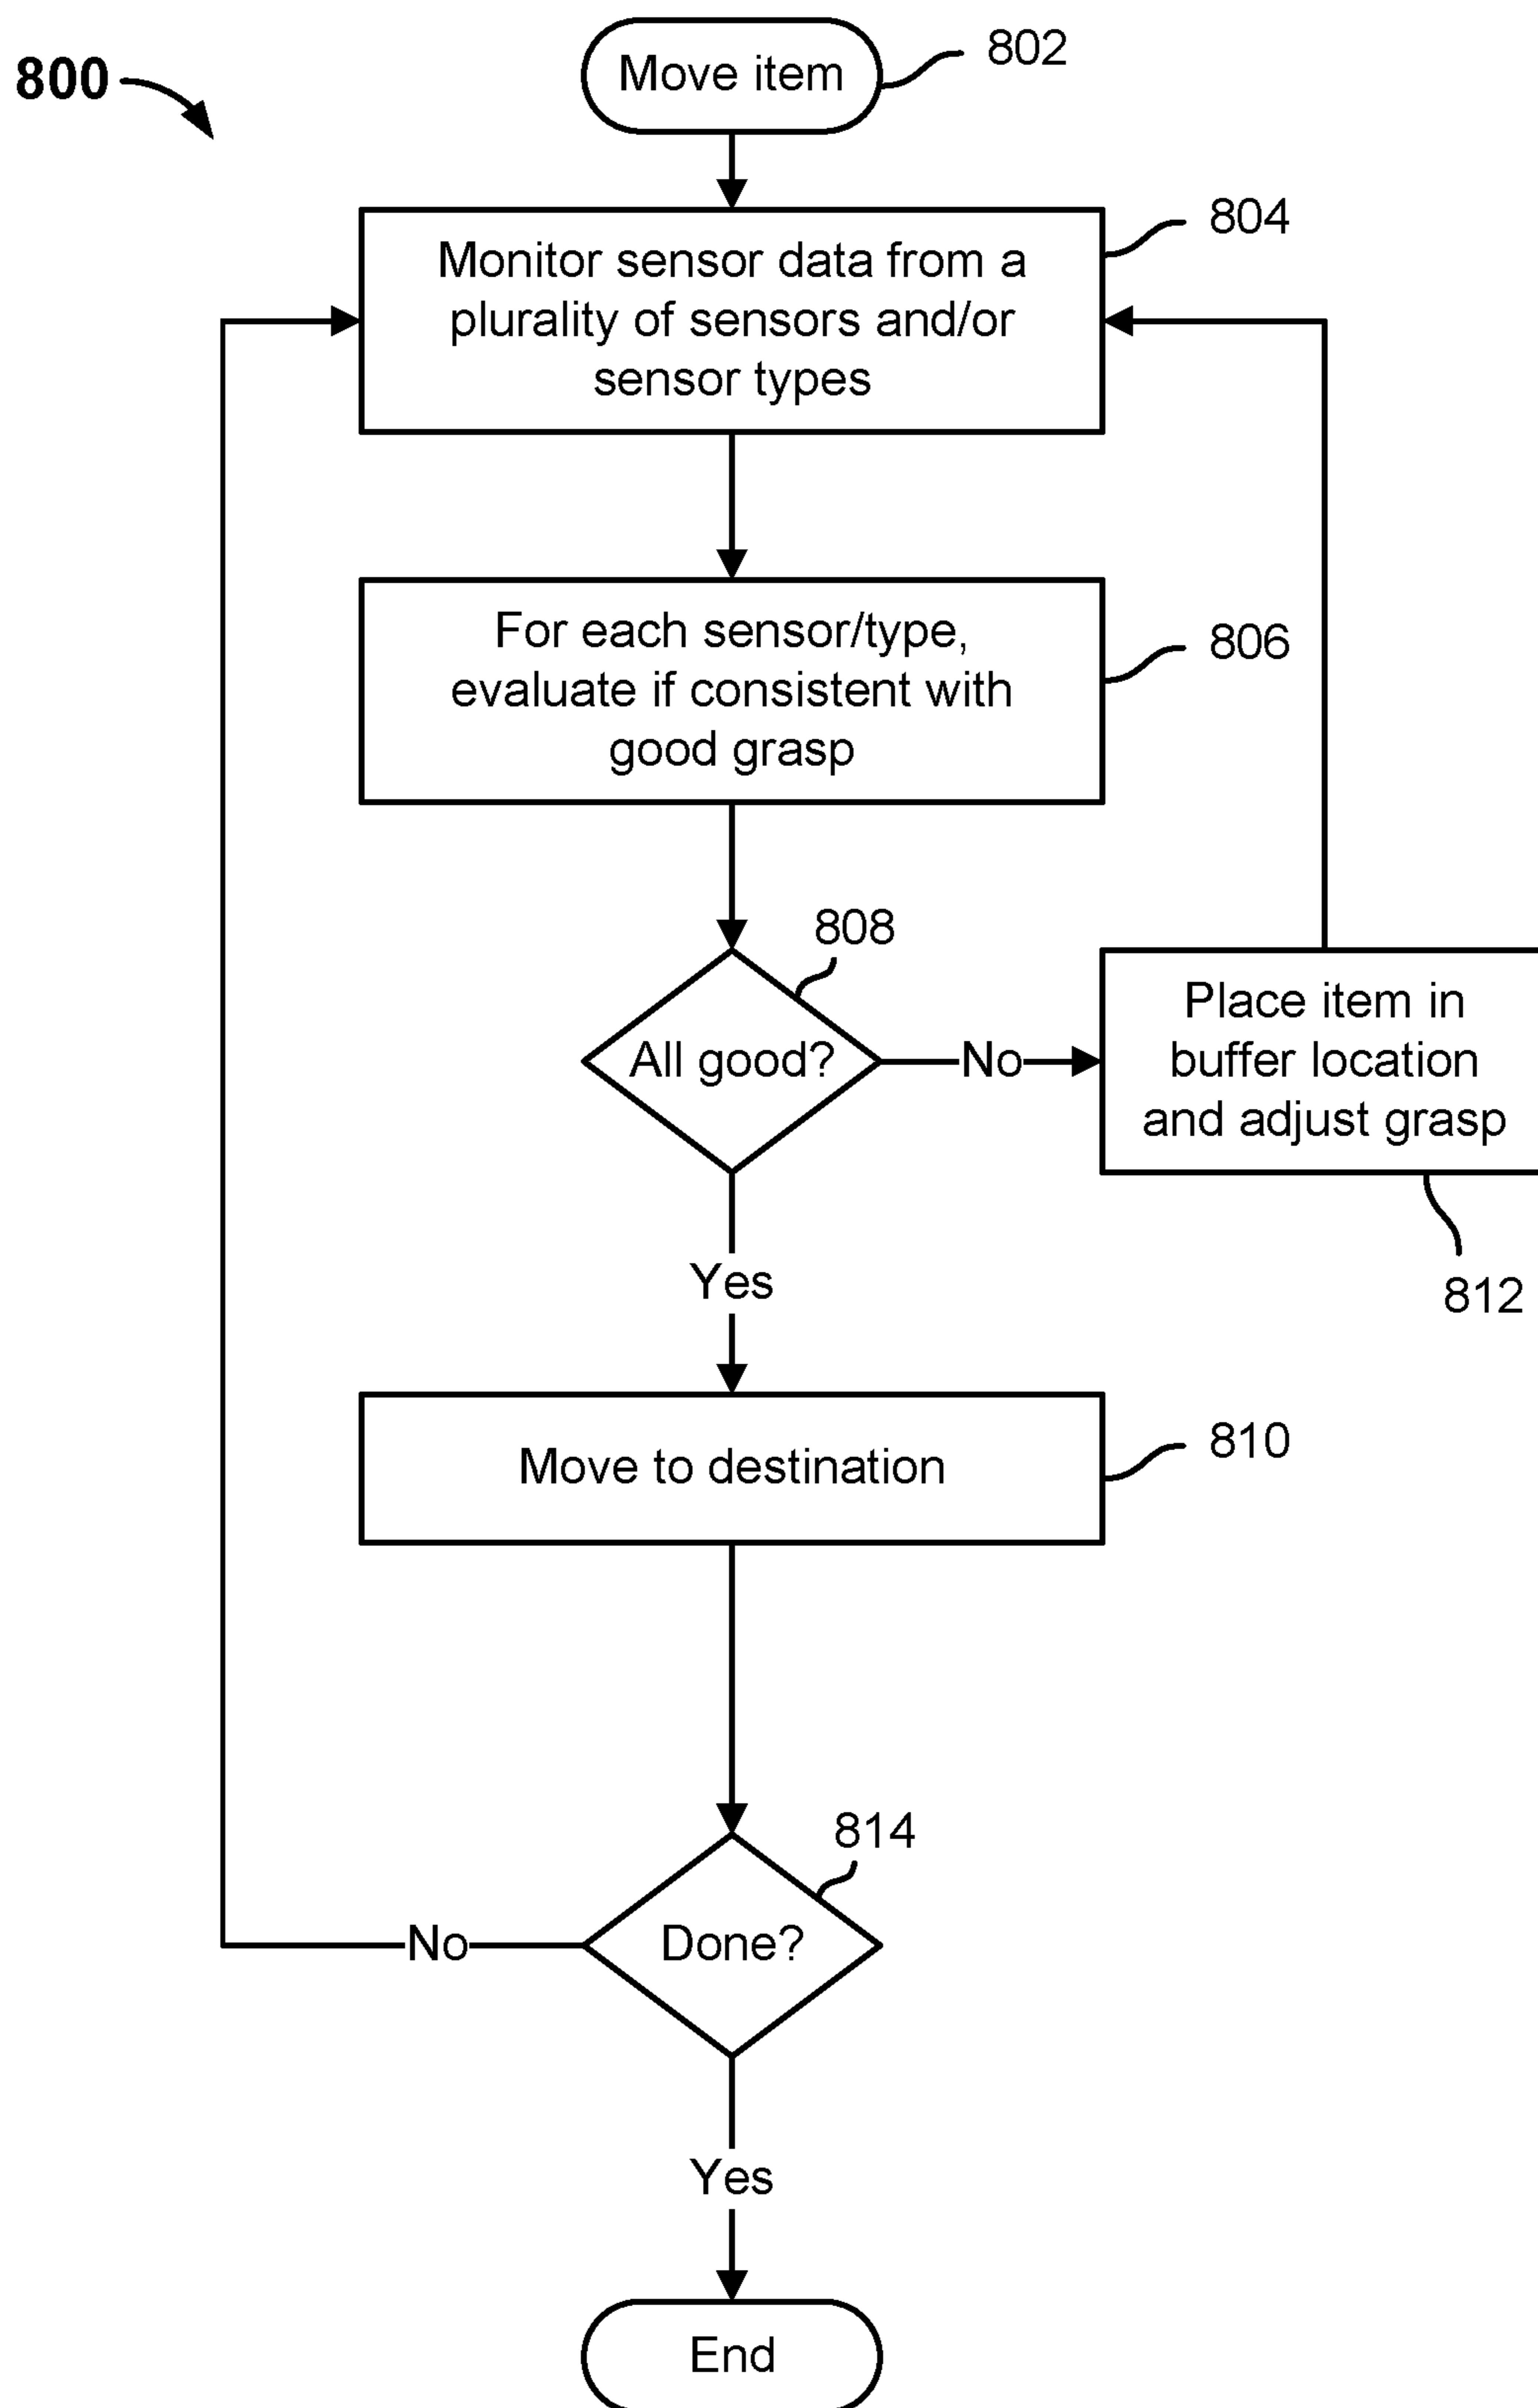 800
Move item
802
Monitor sensor data from a
plurality of sensors and/or
sensor types
804
For each sensor/type,
evaluate if consistent with
good grasp
806
808
All good?
No
Place item in
buffer location
and adjust grasp
812
Yes
Move to destination
810
814
Done?
No
Yes
End